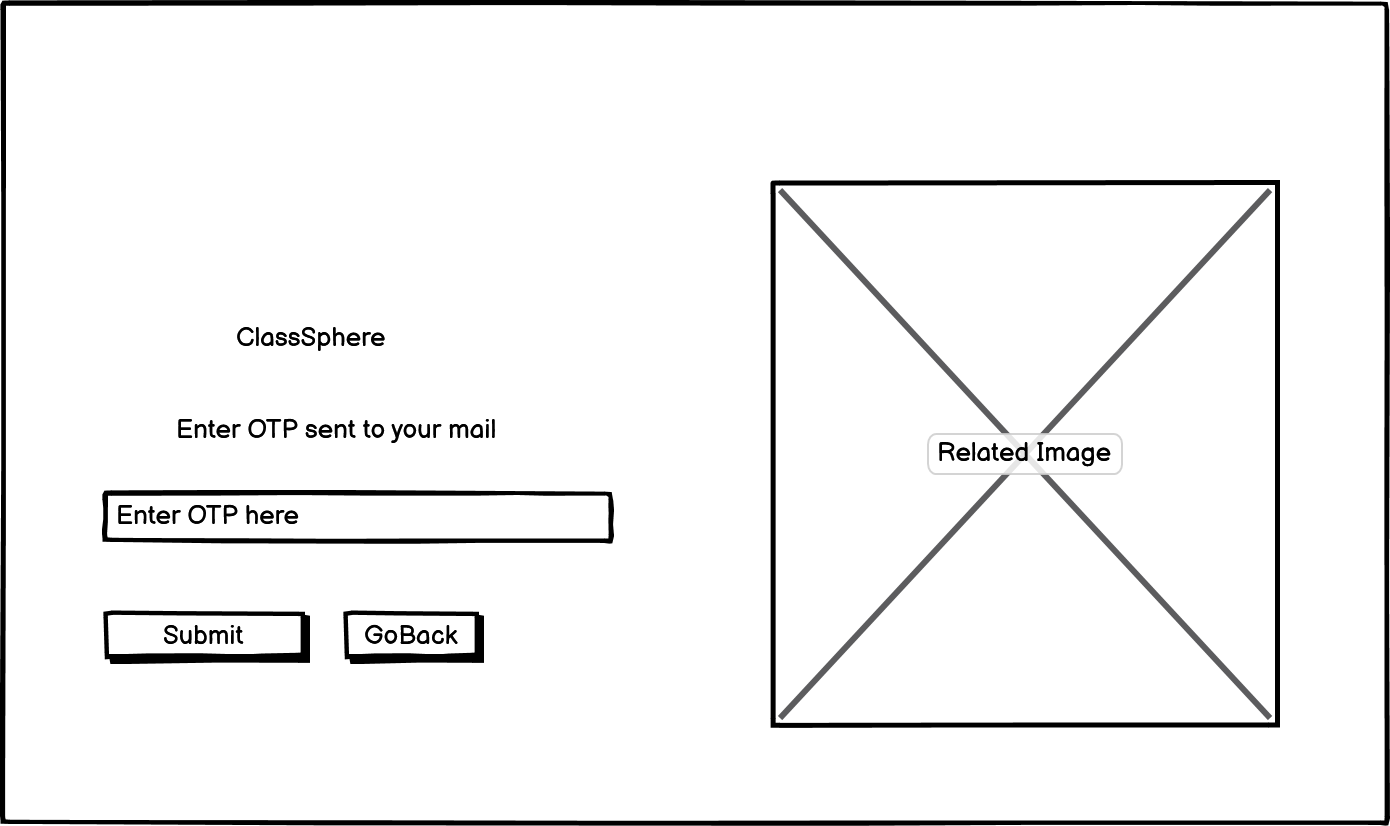 ClassSphere
Enter OTP sent to your mail
Enter OTP here
Submit
GoBack
Related Image